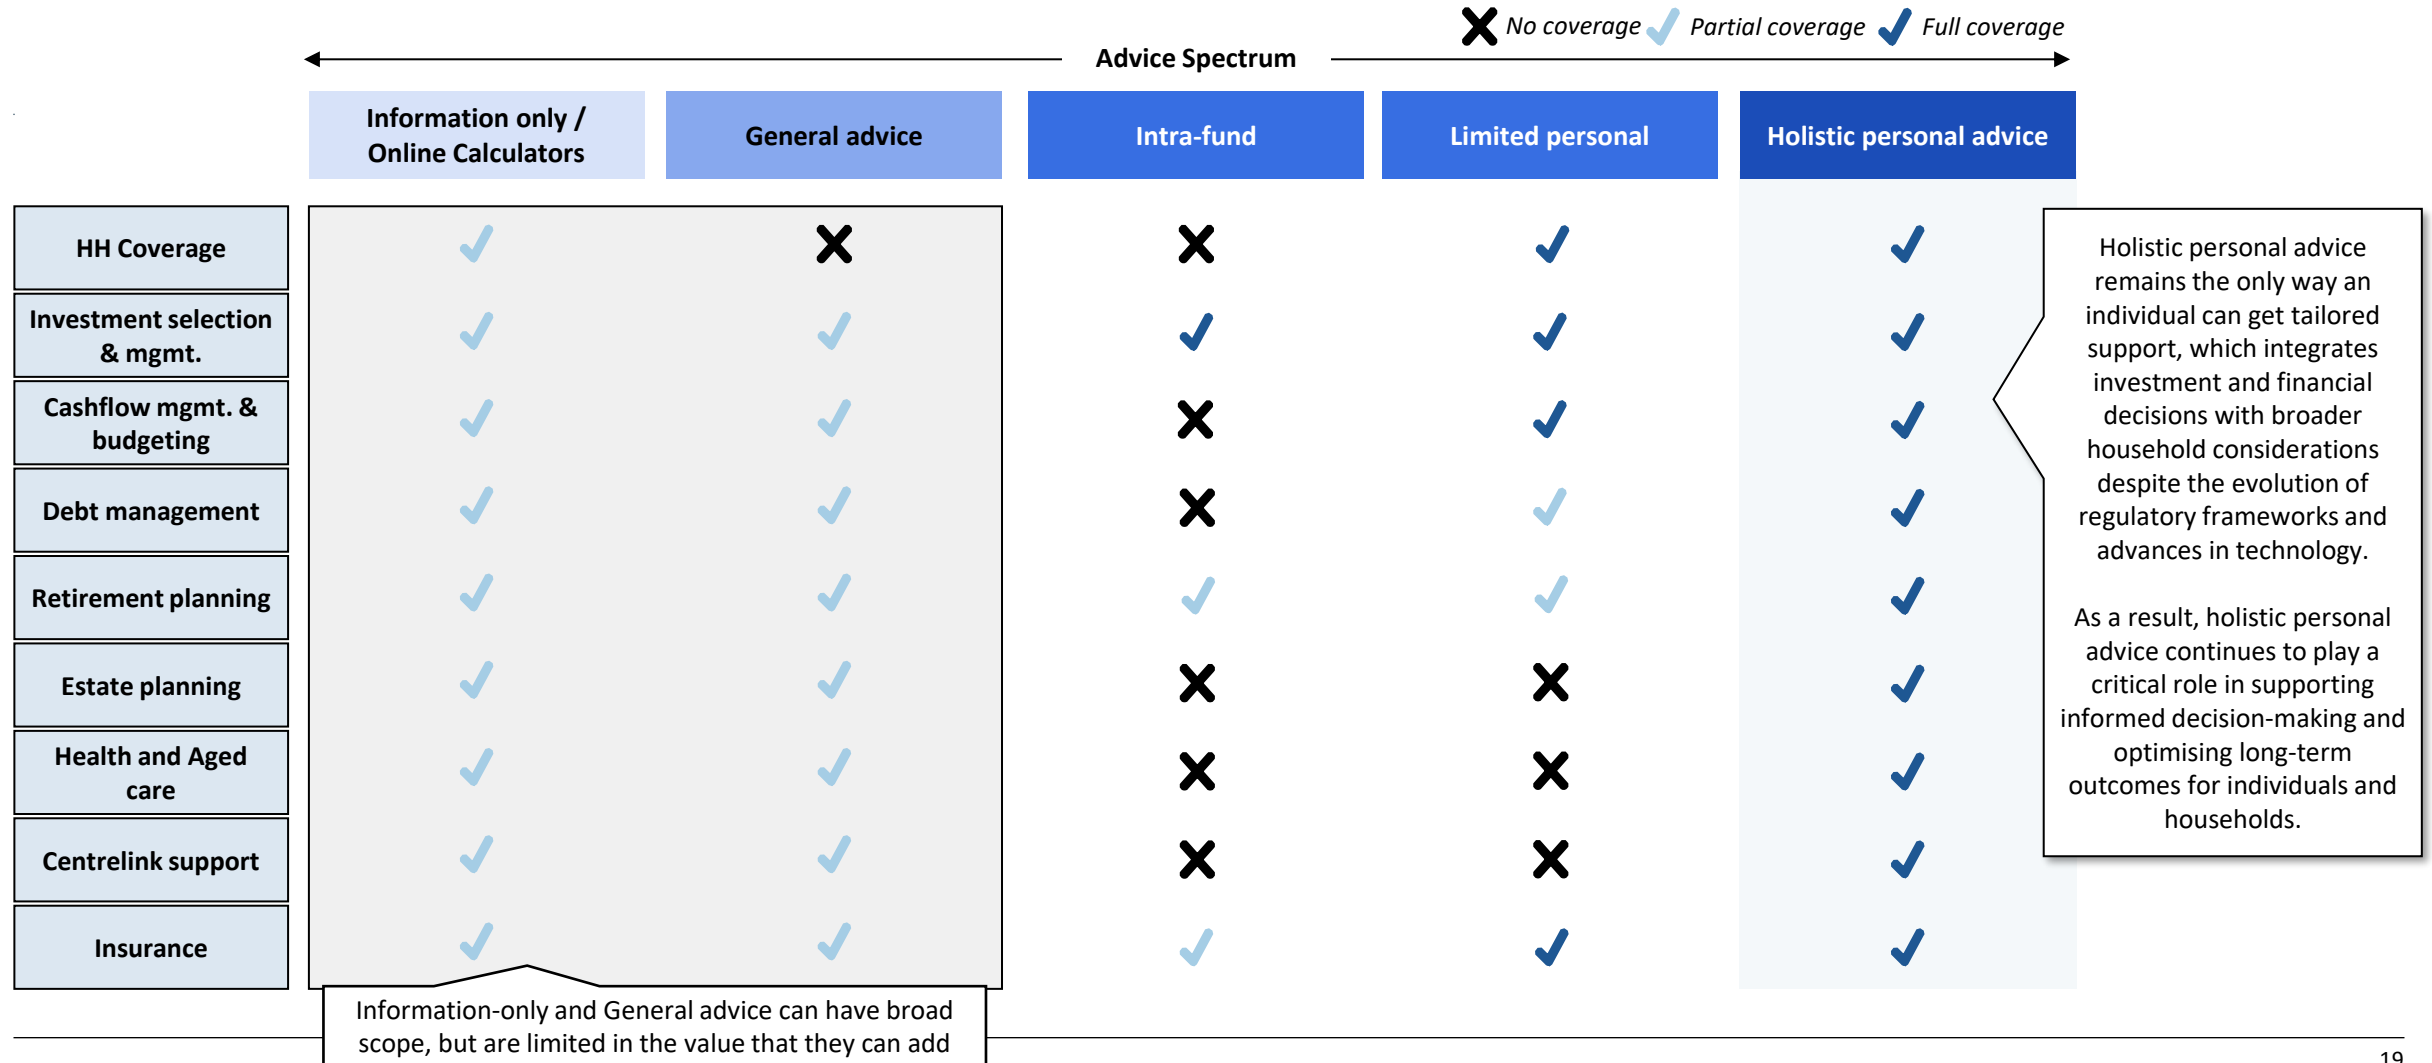 No coverage Partial coverage Full coverage
Advice Spectrum
Information only /
Online Calculators
General advice
Intra-fund
Limited personal
Holistic personal advice
HH Coverage
Investment selection
& mgmt.
Cashflow mgmt. &
budgeting
Debt management
Retirement planning
Estate planning
Health and Aged
care
Centrelink support
Insurance
Holistic personal advice
remains the only way an
individual can get tailored
support, which integrates
investment and financial
decisions with broader
household considerations
despite the evolution of
regulatory frameworks and
advances in technology.
As a result, holistic personal
advice continues to play a
critical role in supporting
informed decision-making and
optimising long-term
outcomes for individuals and
households.
Information-only and General advice can have broad
scope, but are limited in the value that they can add
19